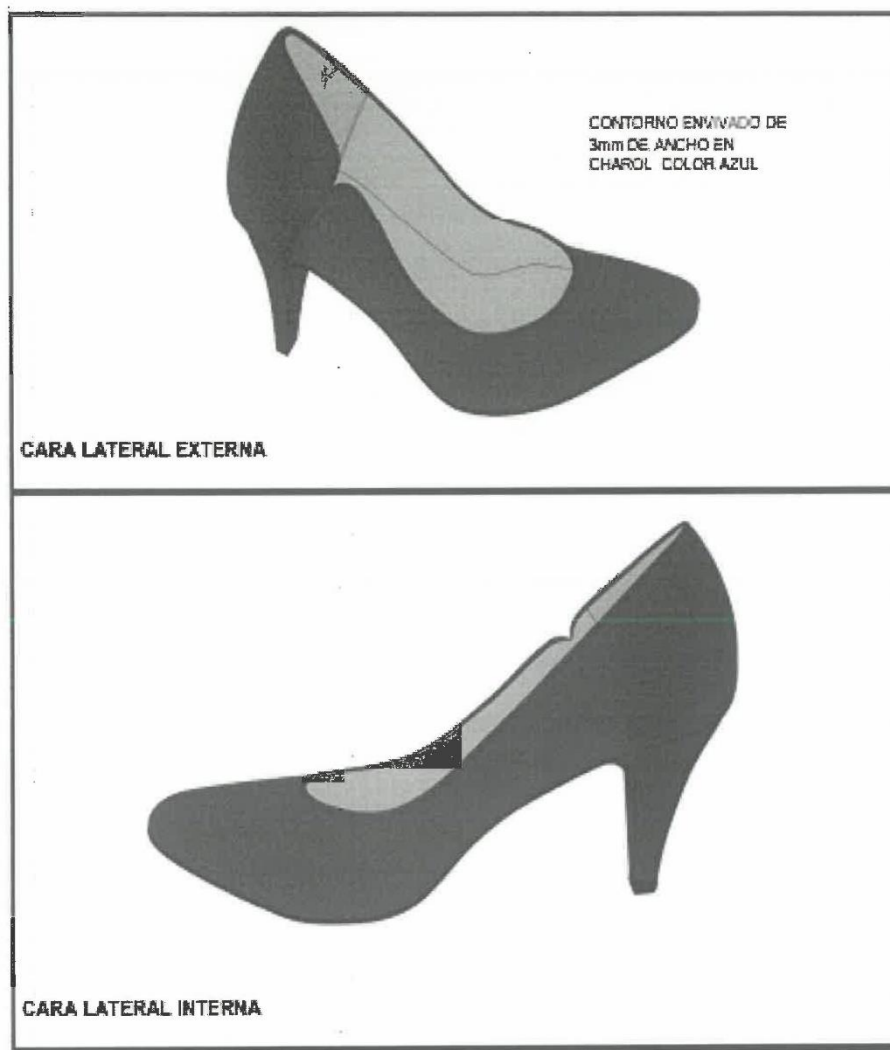 CONTORNO ENVIVADO DE
3mm DE ANCHO EN
CHAROL COLOR AZUL
CARA LATERAL EXTERNA
CARA LATERAL INTERNA